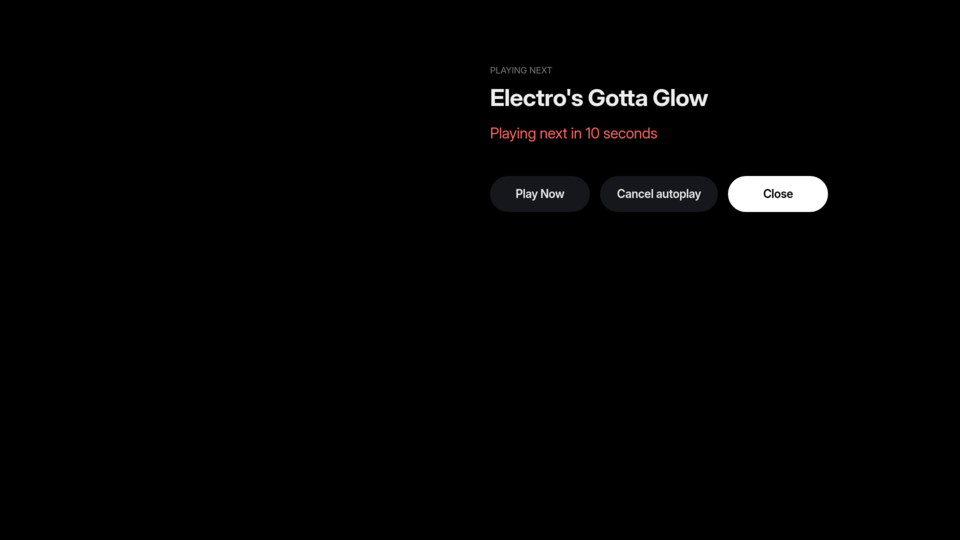 PLAYING NEXT
Electro's Gotta Glow
Playing next in 10 seconds
Play Now
Cancel autoplay
Close